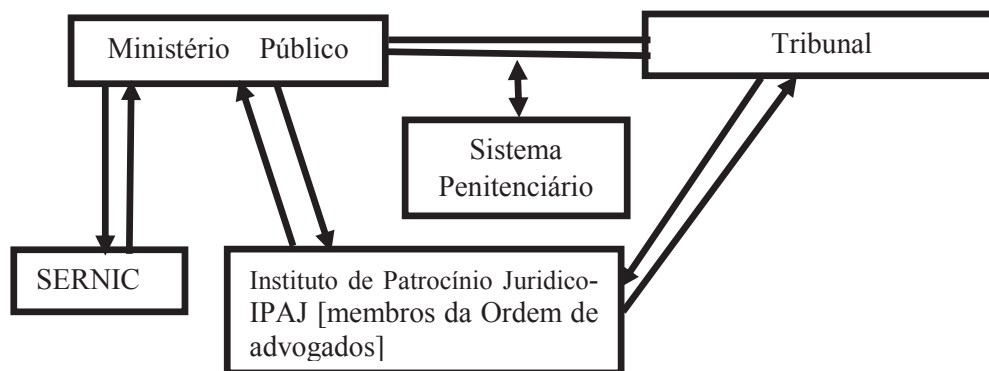 Ministério Público
Tribunal
Sistema
Penitenciário
SERNIC
Instituto de Patrocínio Juridico-
IPAJ [membros da Ordem de
advogados]